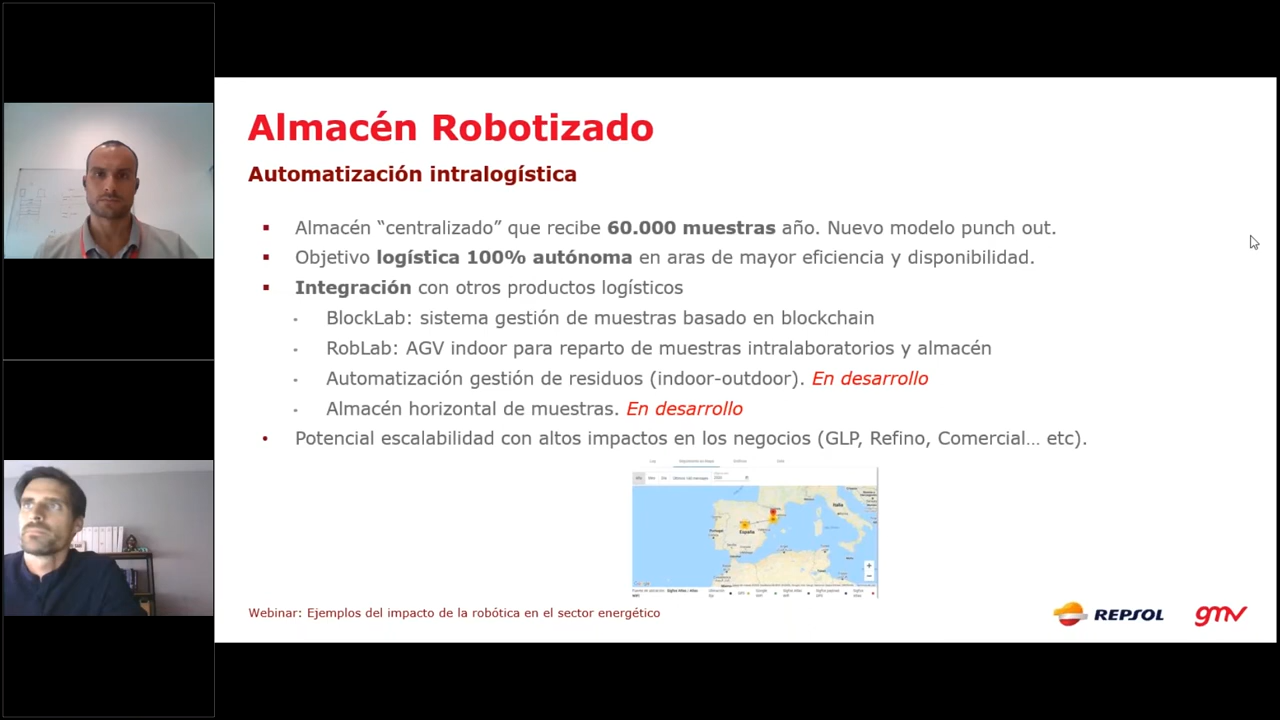 Almacén Robotizado
Automatización intralogística
▪ Almacén “centralizado” que recibe 60.000 muestras año. Nuevo modelo punch out.
▪ Objetivo logística 100% autónoma en aras de mayor eficiencia y disponibilidad.
▪ Integración con otros productos logísticos
• BlockLab: sistema gestión de muestras basado en blockchain
• RobLab: AGV indoor para reparto de muestras intralaboratorios y almacén
• Automatización gestión de residuos (indoor-outdoor). En desarrollo
• Almacén horizontal de muestras. En desarrollo
• Potencial escalabilidad con altos impactos en los negocios (GLP, Refino, Comercial… etc).
Italia
Portugal
España
Webinar: Ejemplos del impacto de la robótica en el sector energético
REPSOL
gmv